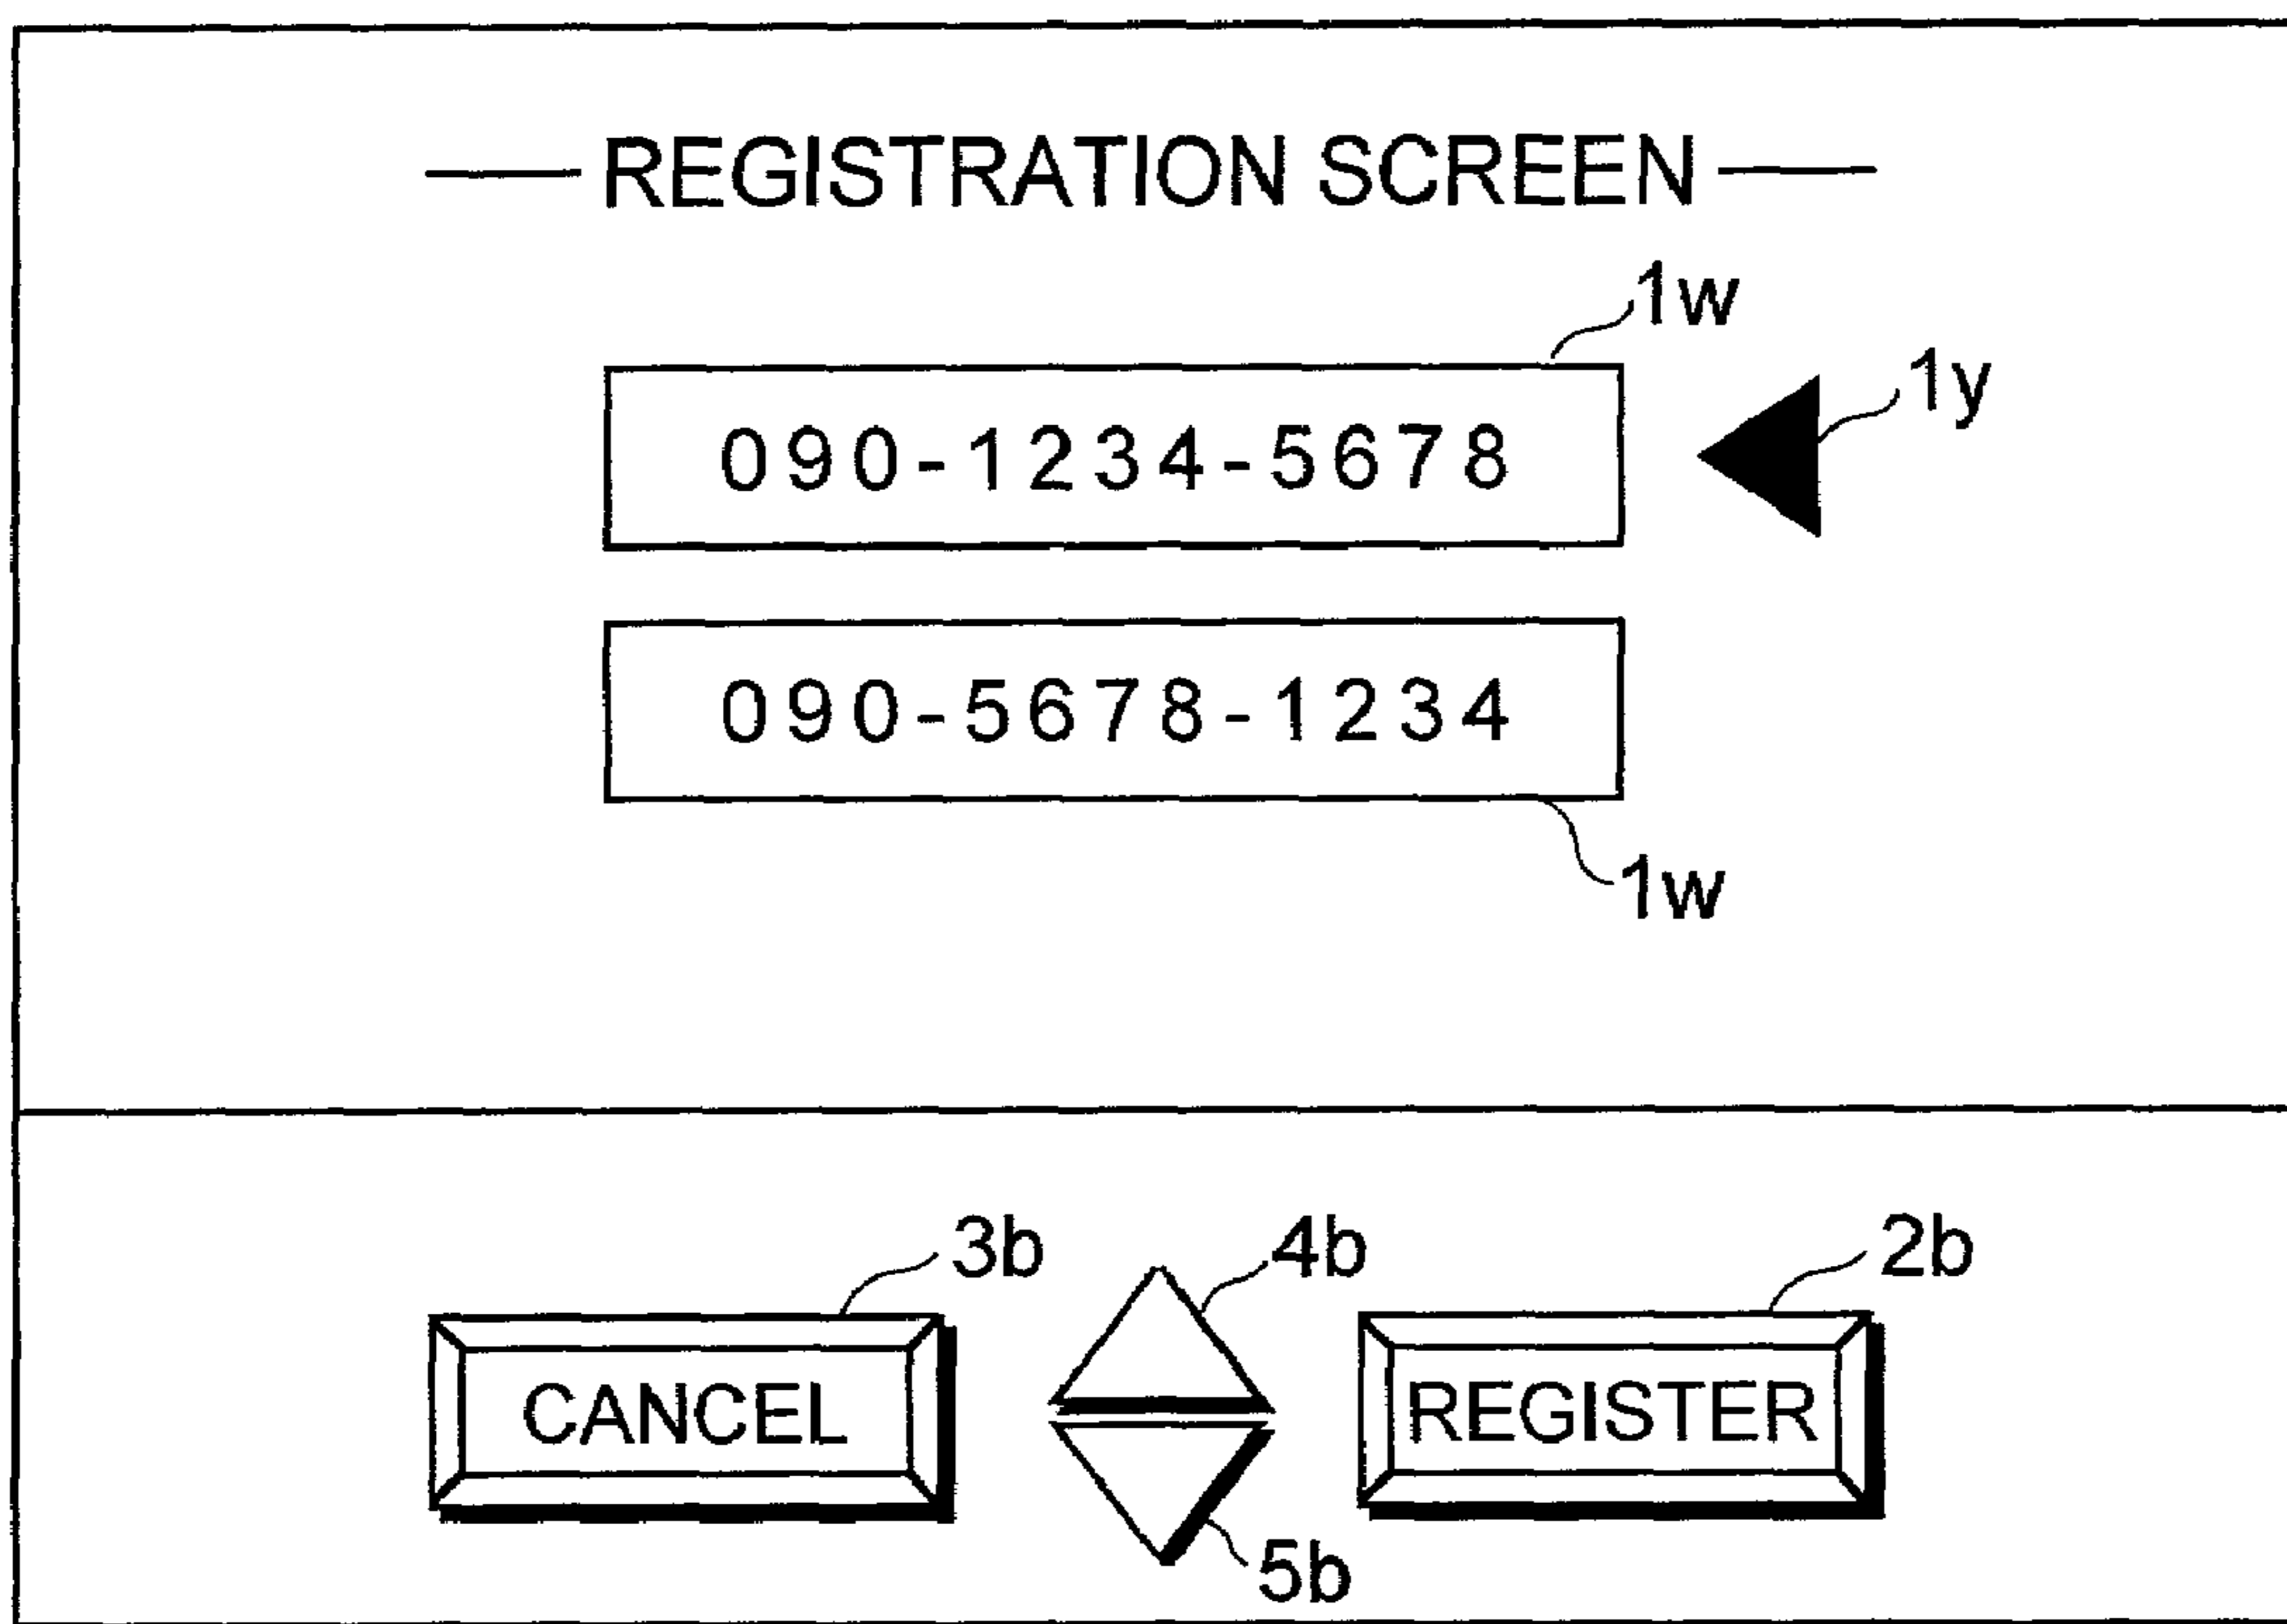 REGISTRATION SCREEN
1w
090-1234-5678
1y
090-5678-1234
1w
3b
4b
2b
CANCEL
REGISTER
5b